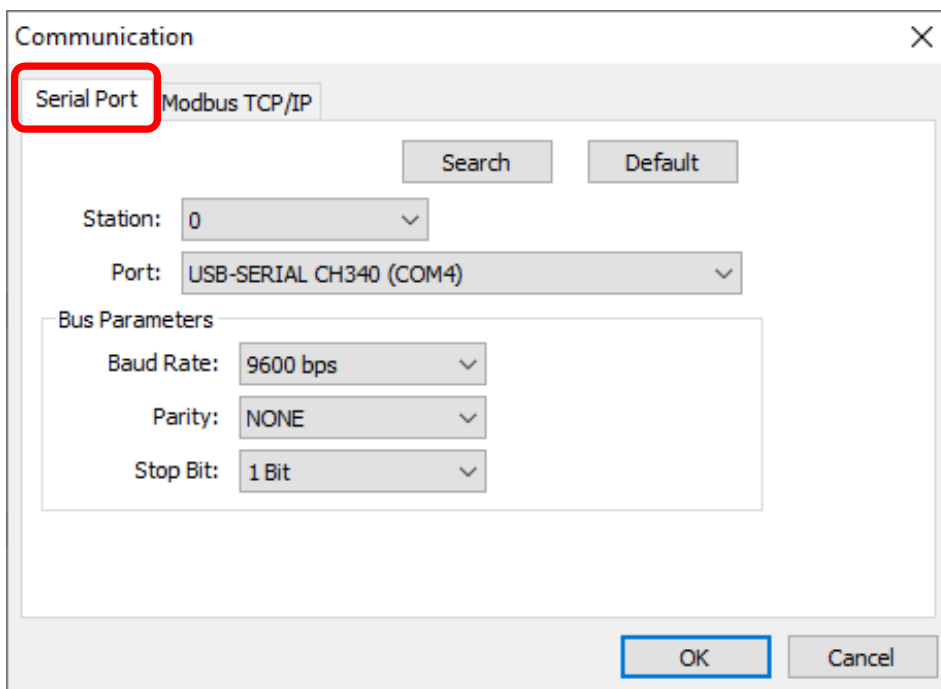 Communication
Serial Port Modbus TCP/IP
Search Default
Station: 0
Port: USB-SERIAL CH340 (COM4)
Bus Parameters
Baud Rate: 9600 bps
Parity: NONE
Stop Bit: 1 Bit
OK Cancel